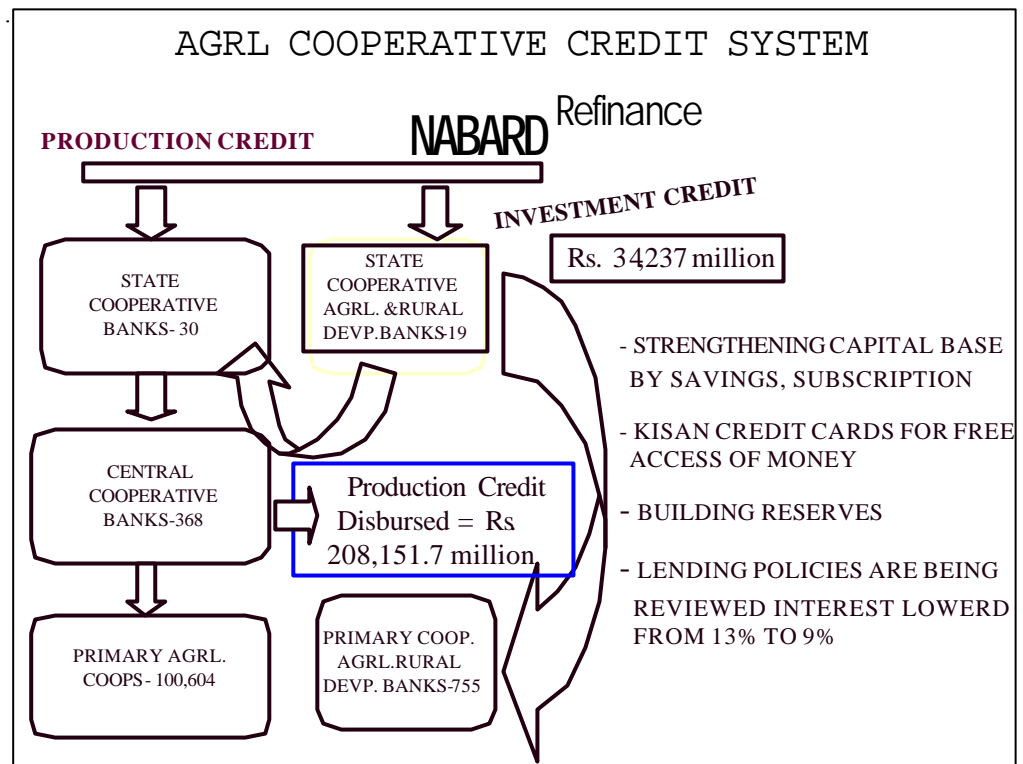 AGRL COOPERATIVE CREDIT SYSTEM
NABARD Refinance
PRODUCTION CREDIT
INVESTMENT CREDIT
Rs. 34,237 million
STATE
COOPERATIVE
BANKS- 30
STATE
COOPERATIVE
AGRL. &RURAL
DEVP.BANKS-19
- STRENGTHENING CAPITAL BASE
BY SAVINGS, SUBSCRIPTION
- KISAN CREDIT CARDS FOR FREE
ACCESS OF MONEY
- BUILDING RESERVES
- LENDING POLICIES ARE BEING
REVIEWED INTEREST LOWERD
FROM 13% TO 9%
CENTRAL
COOPERATIVE
BANKS-368
Production Credit
Disbursed = Rs.
208,151.7 million
PRIMARY AGRL.
COOPS- 100,604
PRIMARY COOP.
AGRL.RURAL
DEVP. BANKS-755